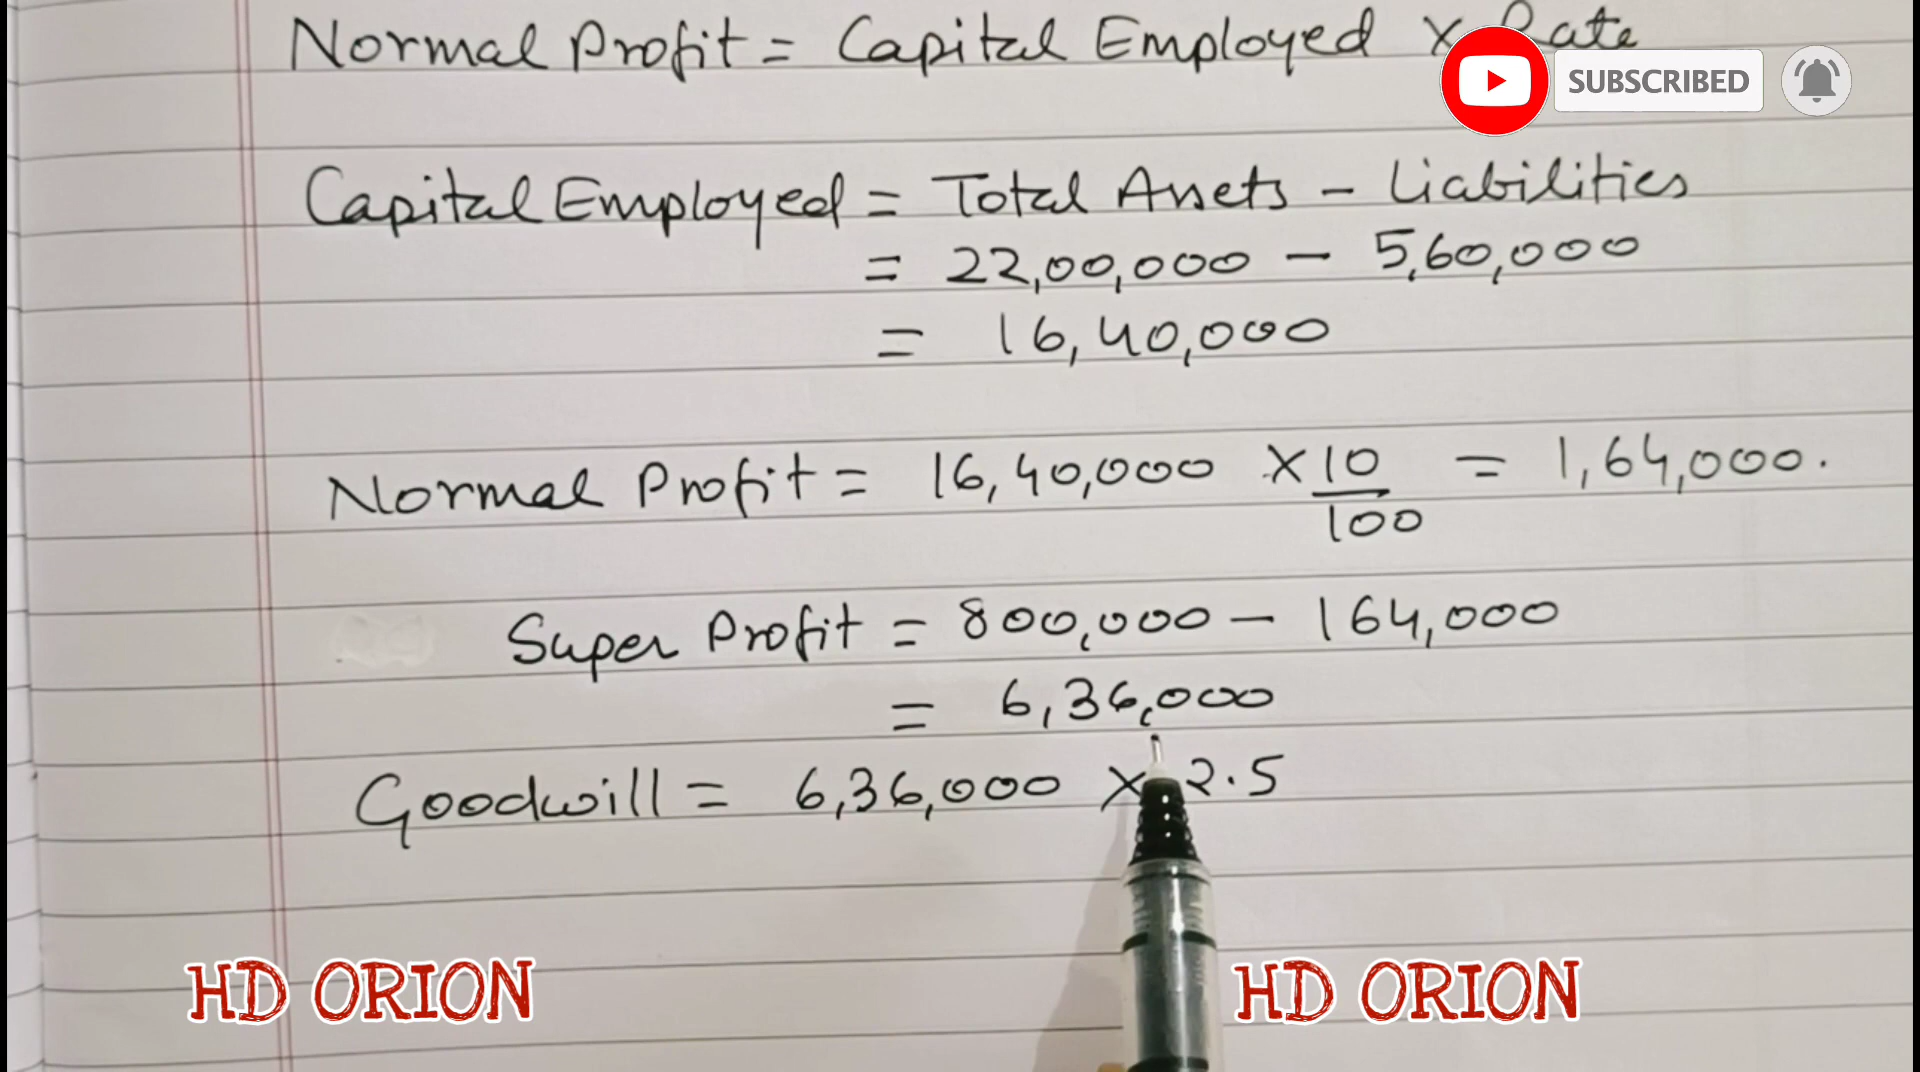 Normal Profit = Capital Employed X Rate
SUBSCRIBED
Capital Employed = Total Assets - Liabilities
= 22,00,000 - 5,60,000
= 16,40,000
Normal Profit = 16,40,000 X 10 = 1,64,000.
100
Super Profit = 800,000 - 164,000
= 6,36,000
Goodwill = 6,36,000 X 2.5
HD ORION HD ORION